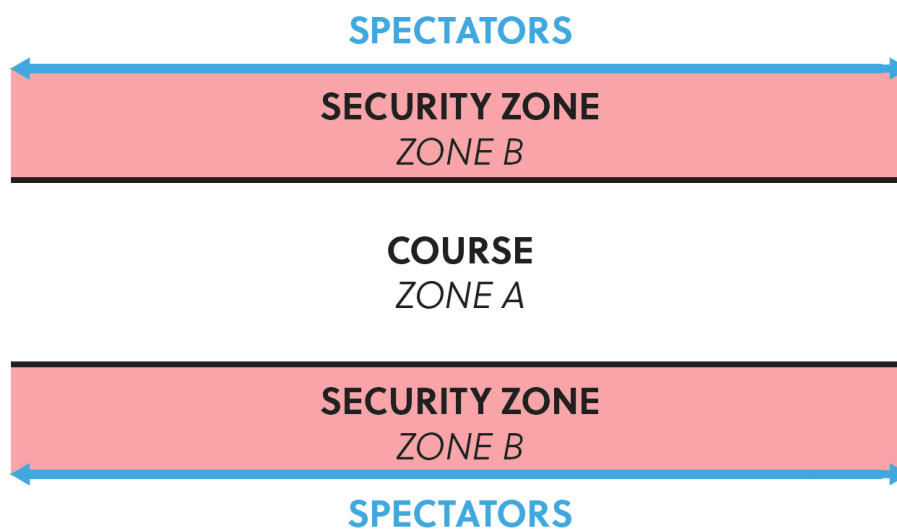 SPECTATORS
SECURITY ZONE
ZONE B
COURSE
ZONE A
SECURITY ZONE
ZONE B
SPECTATORS